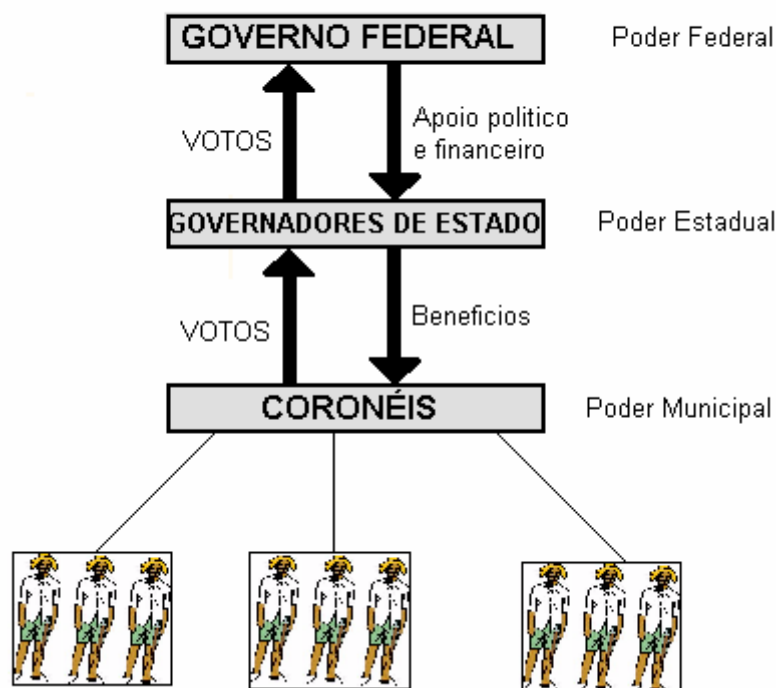 GOVERNO FEDERAL
Poder Federal
VOTOS
Apoio politico
e financeiro
GOVERNADORES DE ESTADO
Poder Estadual
VOTOS
Beneficios
CORONÉIS
Poder Municipal